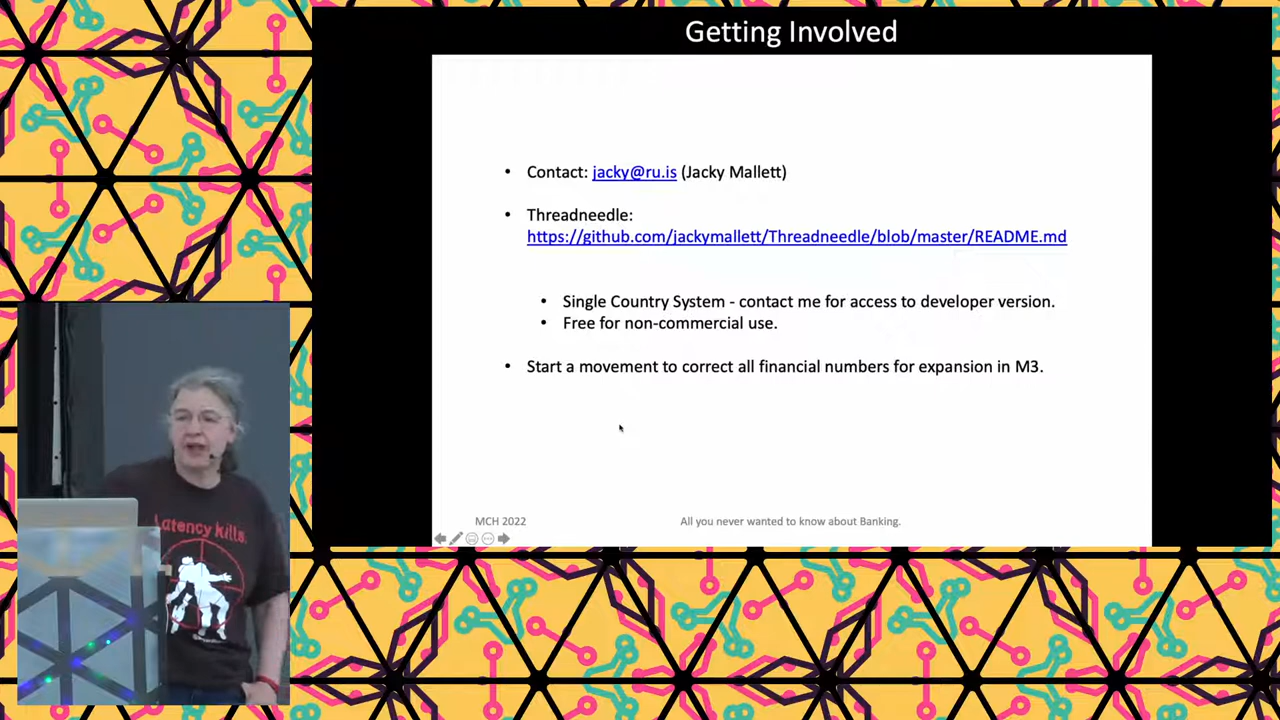 Getting Involved
• Contact: jacky@ru.is (Jacky Mallett)
• Threadneedle:
https://github.com/jackymallett/Threadneedle/blob/master/README.md
• Single Country System - contact me for access to developer version.
• Free for non-commercial use.
• Start a movement to correct all financial numbers for expansion in M3.
MCH 2022
All you never wanted to know about Banking.
Latency kills.